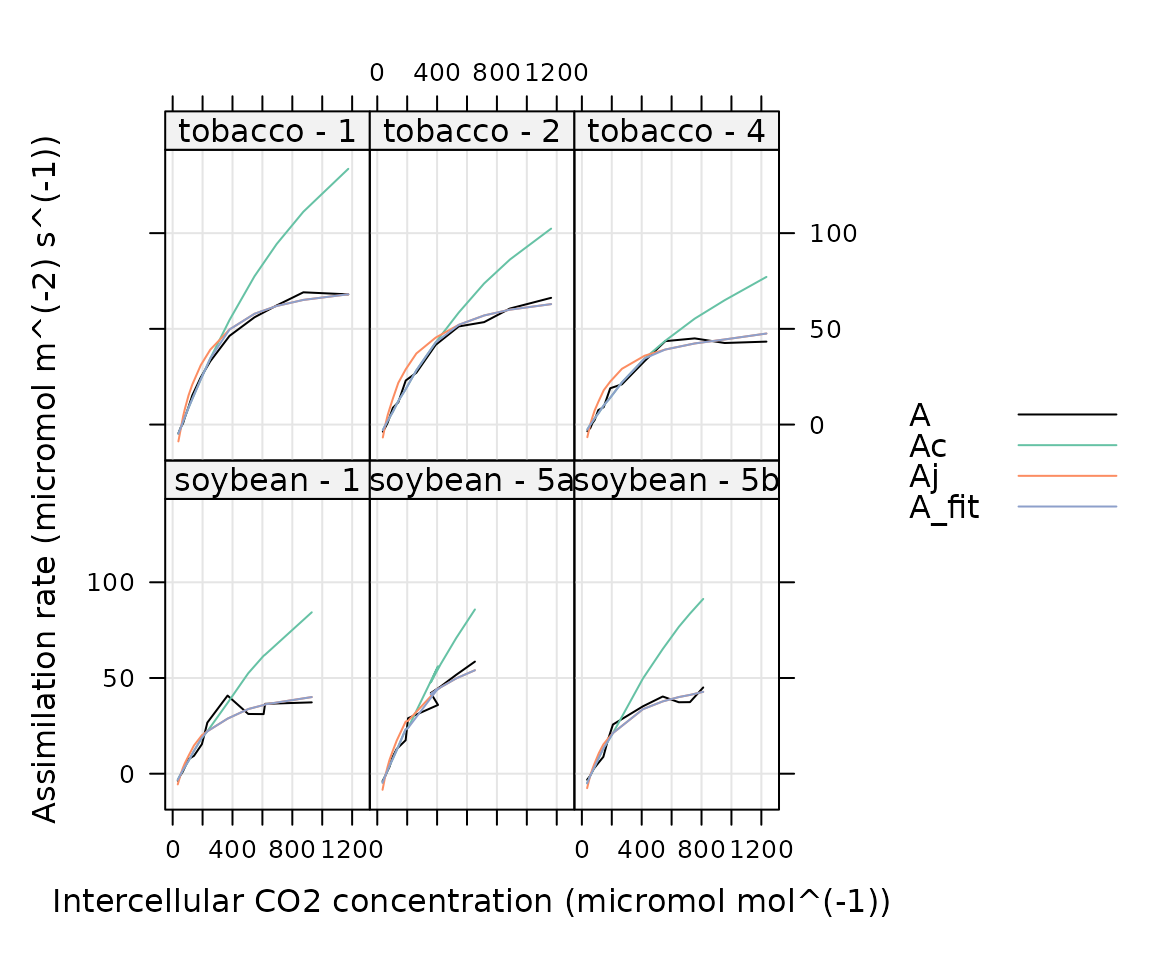 0 400 800 1200
tobacco - 1 tobacco - 2 tobacco - 4
100
50
0
soybean - 1 soybean - 5a soybean - 5b
100
50
0
0 400 800 1200 0 400 800 1200
Intercellular CO2 concentration (micromol mol^(-1))
Assimilation rate (micromol m^(-2) s^(-1))
A
Ac
Aj
A_fit